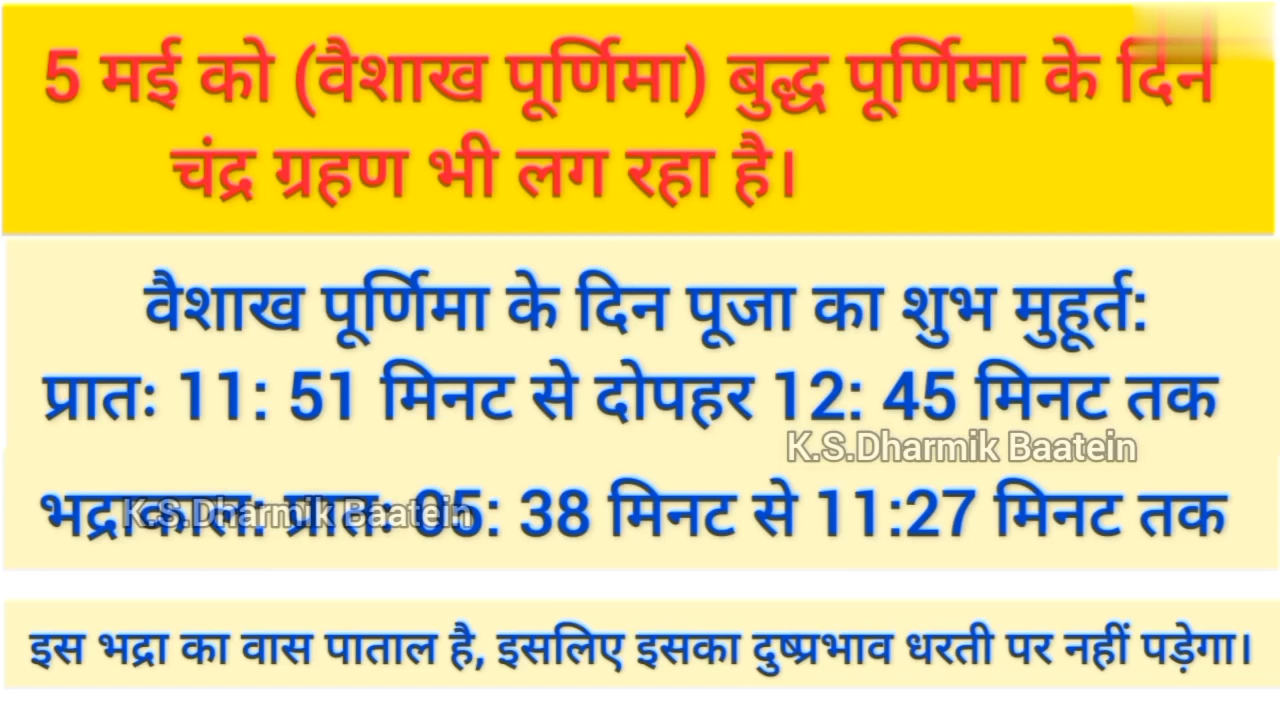 5 मई को (वैशाख पूर्णिमा) बुद्ध पूर्णिमा के दिन
चंद्र ग्रहण भी लग रहा है।
वैशाख पूर्णिमा के दिन पूजा का शुभ मुहूर्त:
प्रातः 11: 51 मिनट से दोपहर 12: 45 मिनट तक
K.S.Dharmik Baatein
भद्राकाल: प्रातः 05: 38 मिनट से 11:27 मिनट तक
K.S.Dharmik Baatein
इस भद्रा का वास पाताल है, इसलिए इसका दुष्प्रभाव धरती पर नहीं पड़ेगा।